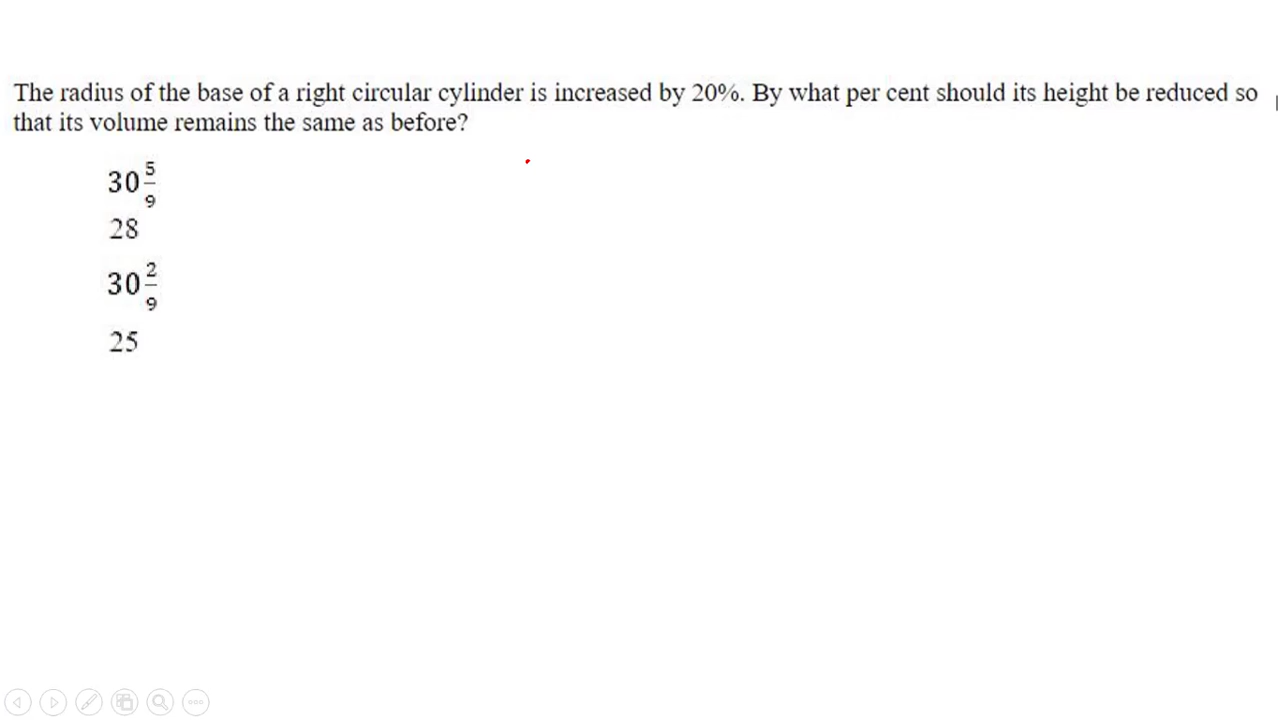 The radius of the base of a right circular cylinder is increased by 20%. By what per cent should its height be reduced so
that its volume remains the same as before?
30 5/9
28
30 2/9
25